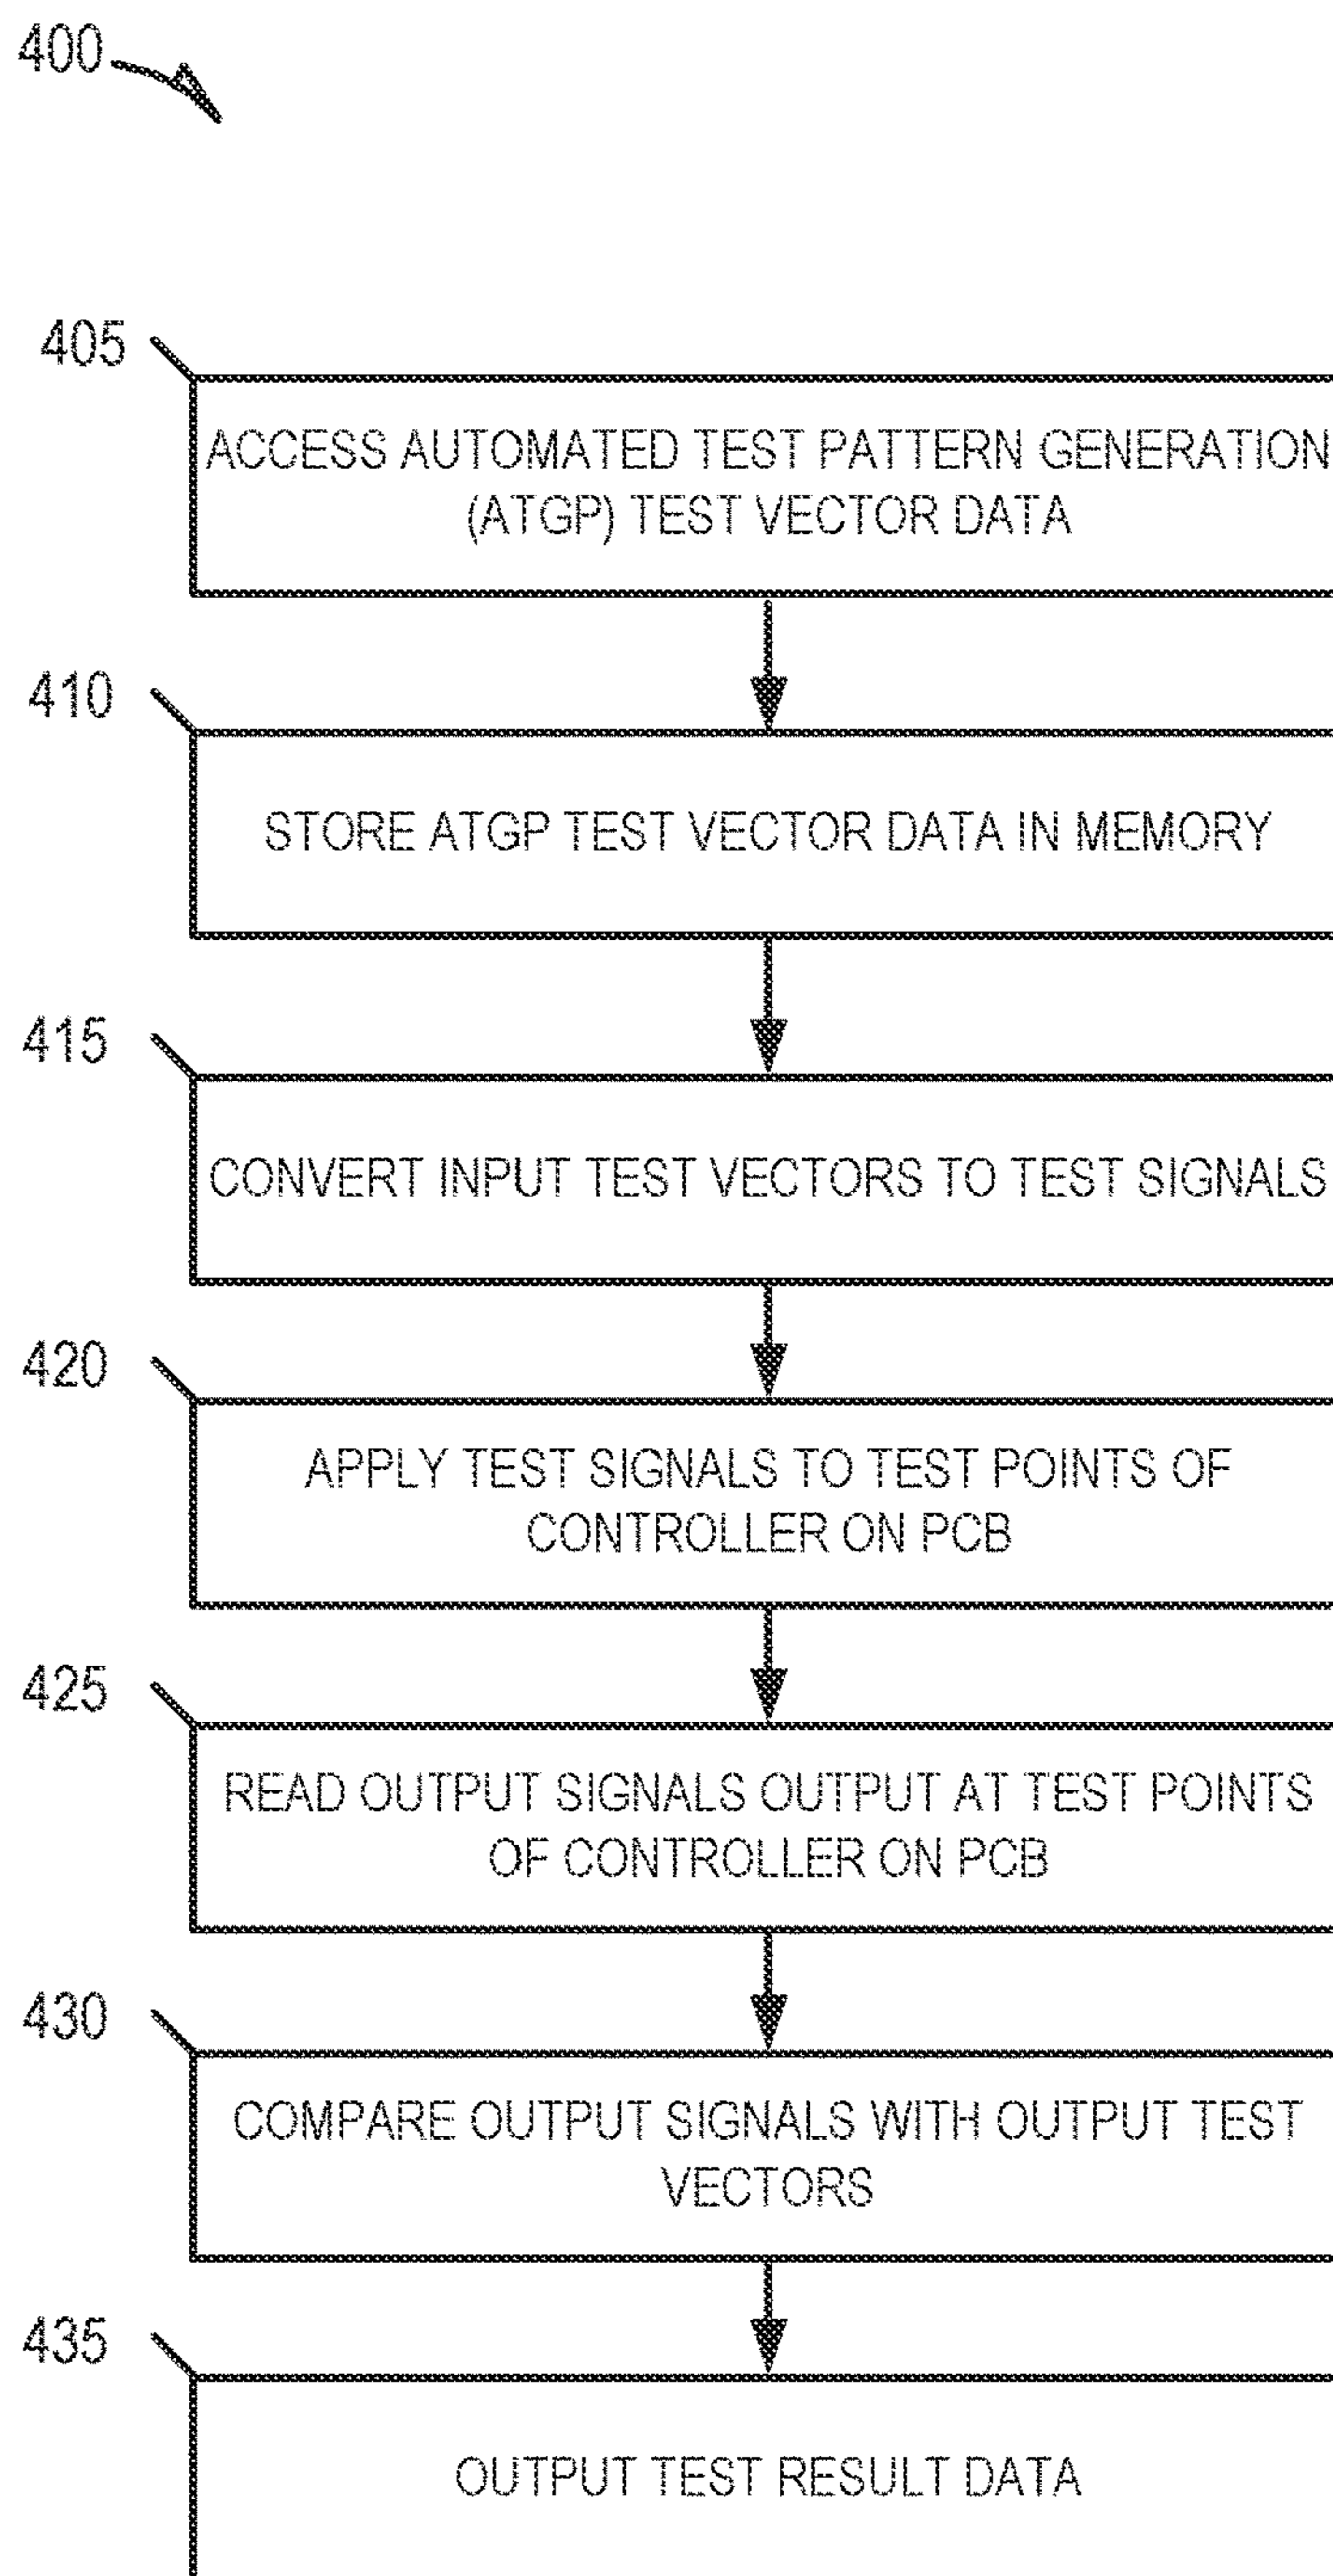 400
405
ACCESS AUTOMATED TEST PATTERN GENERATION
(ATGP) TEST VECTOR DATA
410
STORE ATGP TEST VECTOR DATA IN MEMORY
415
CONVERT INPUT TEST VECTORS TO TEST SIGNALS
420
APPLY TEST SIGNALS TO TEST POINTS OF
CONTROLLER ON PCB
425
READ OUTPUT SIGNALS OUTPUT AT TEST POINTS
OF CONTROLLER ON PCB
430
COMPARE OUTPUT SIGNALS WITH OUTPUT TEST
VECTORS
435
OUTPUT TEST RESULT DATA